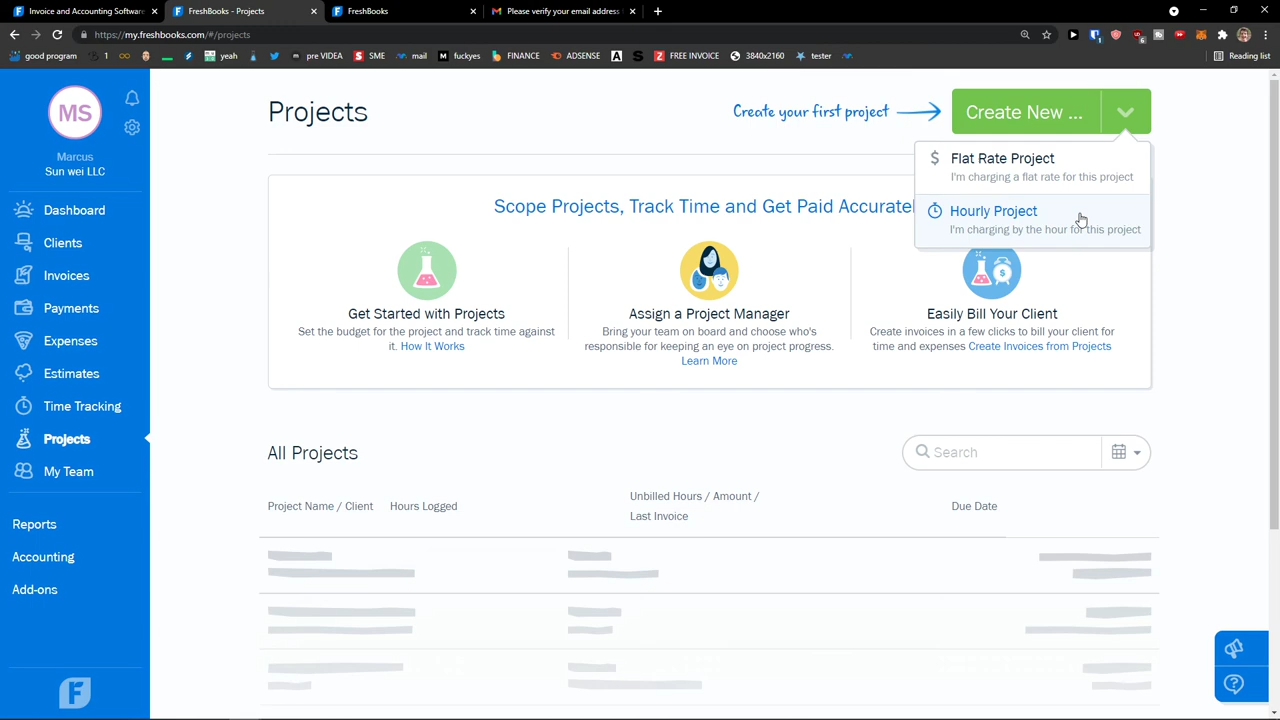 Invoice and Accounting Software
FreshBooks - Projects
FreshBooks
Please verify your email address
https://my.freshbooks.com/#/projects
good program
1
yeah
pre VIDEA
SME
mail
fuckyes
FINANCE
ADSENSE
FREE INVOICE
3840x2160
tester
Reading list
MS
Marcus
Sun wei LLC
Dashboard
Clients
Invoices
Payments
Expenses
Estimates
Time Tracking
Projects
My Team
Reports
Accounting
Add-ons
Projects
Create your first project
Create New ...
Flat Rate Project
I'm charging a flat rate for this project
Hourly Project
I'm charging by the hour for this project
Scope Projects, Track Time and Get Paid Accuratel
Get Started with Projects
Set the budget for the project and track time against
it. How It Works
Assign a Project Manager
Bring your team on board and choose who's
responsible for keeping an eye on project progress.
Learn More
Easily Bill Your Client
Create invoices in a few clicks to bill your client for
time and expenses Create Invoices from Projects
All Projects
Search
Project Name / Client
Hours Logged
Unbilled Hours / Amount /
Last Invoice
Due Date